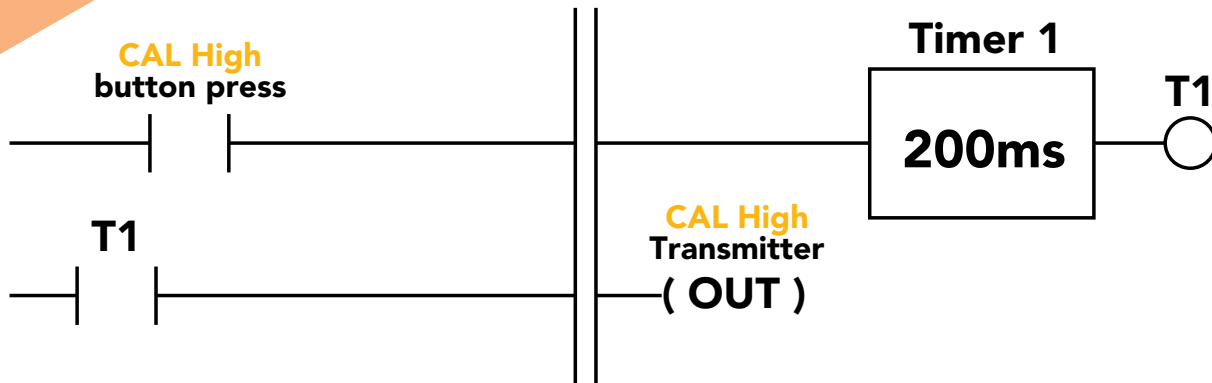 CAL High
button press
Timer 1
200ms
T1
T1
CAL High
Transmitter
( OUT )